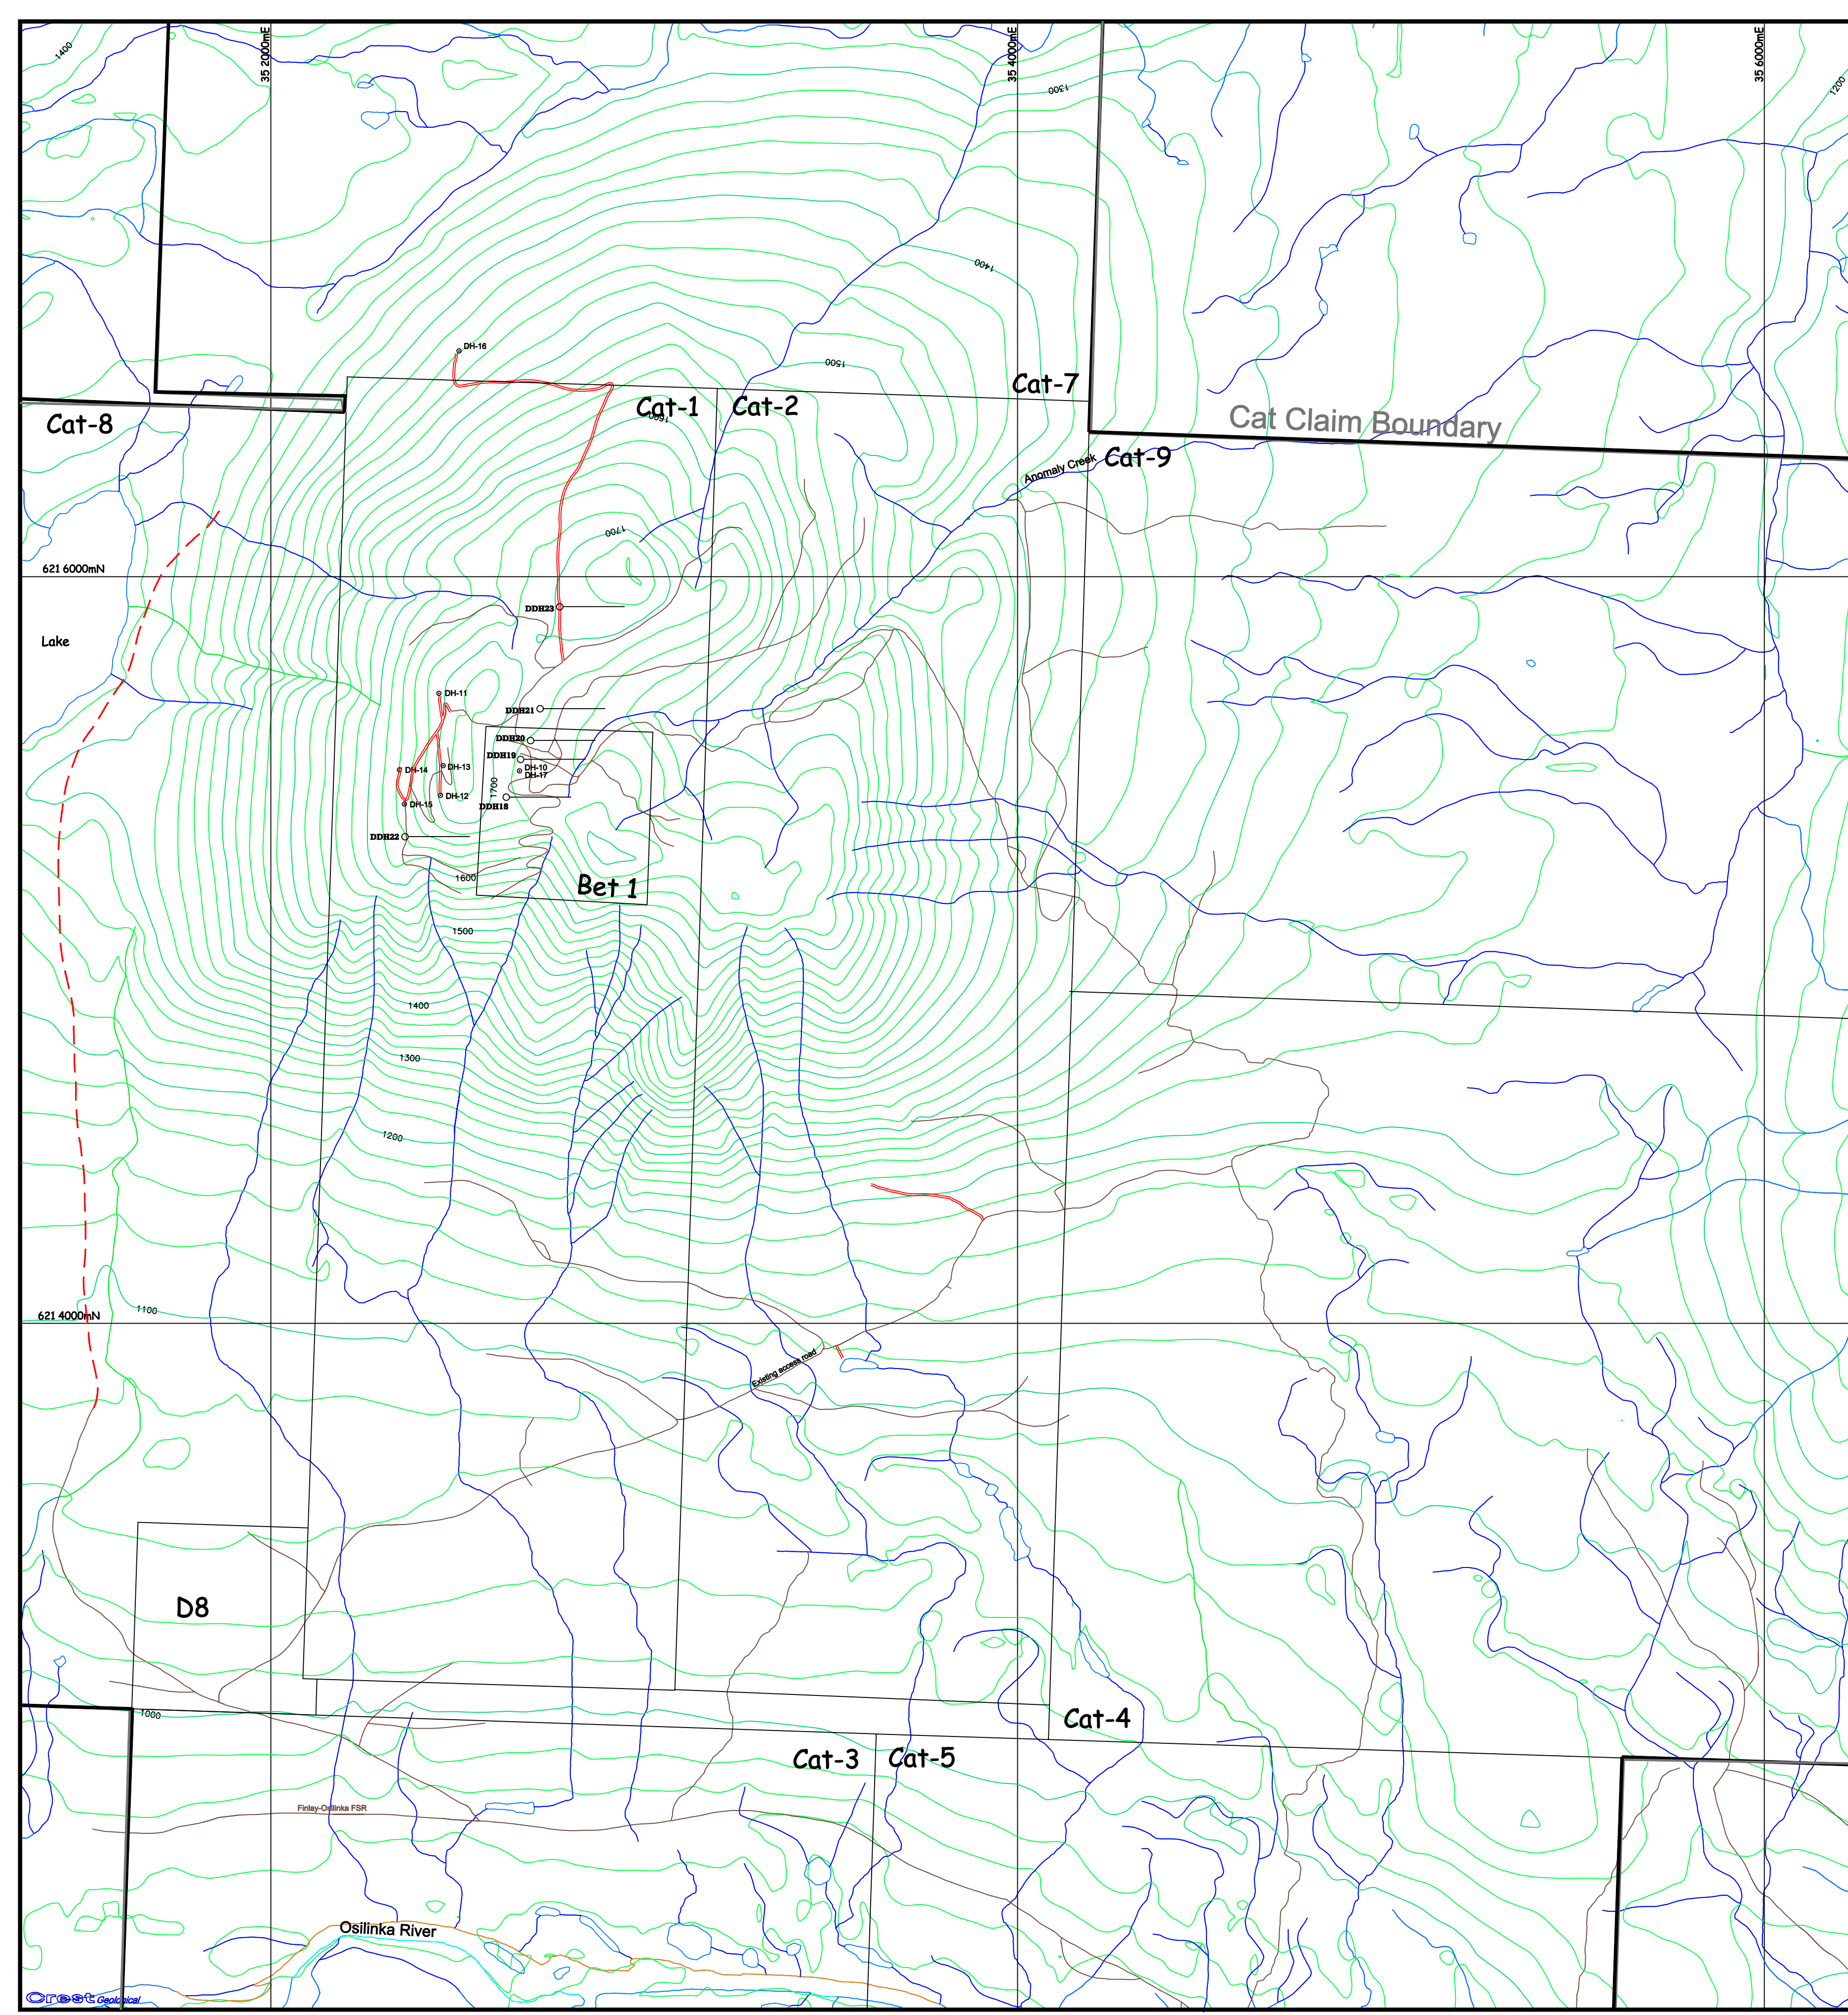 1400
35 2000mE
35 4000mE
35 6000mE
1200
1300
1400
DH-16
1500
Cat-7
Cat-1
Cat-2
1600
Cat-8
Cat Claim Boundary
Cat-9
Anomaly Creek
1700
621 6000mN
DDH23
Lake
DH-11
DDH21
DDH20
DDH19
DH-14
DH-13
DH-10
DH-17
1700
DH-12
DH-15
DDH18
DDH22
1600
Bet 1
1500
1400
1300
1200
1100
621 4000mN
Existing access road
D8
1000
Cat-4
Cat-3
Cat-5
Finlay-Osilinka FSR
Osilinka River
Crest Geological